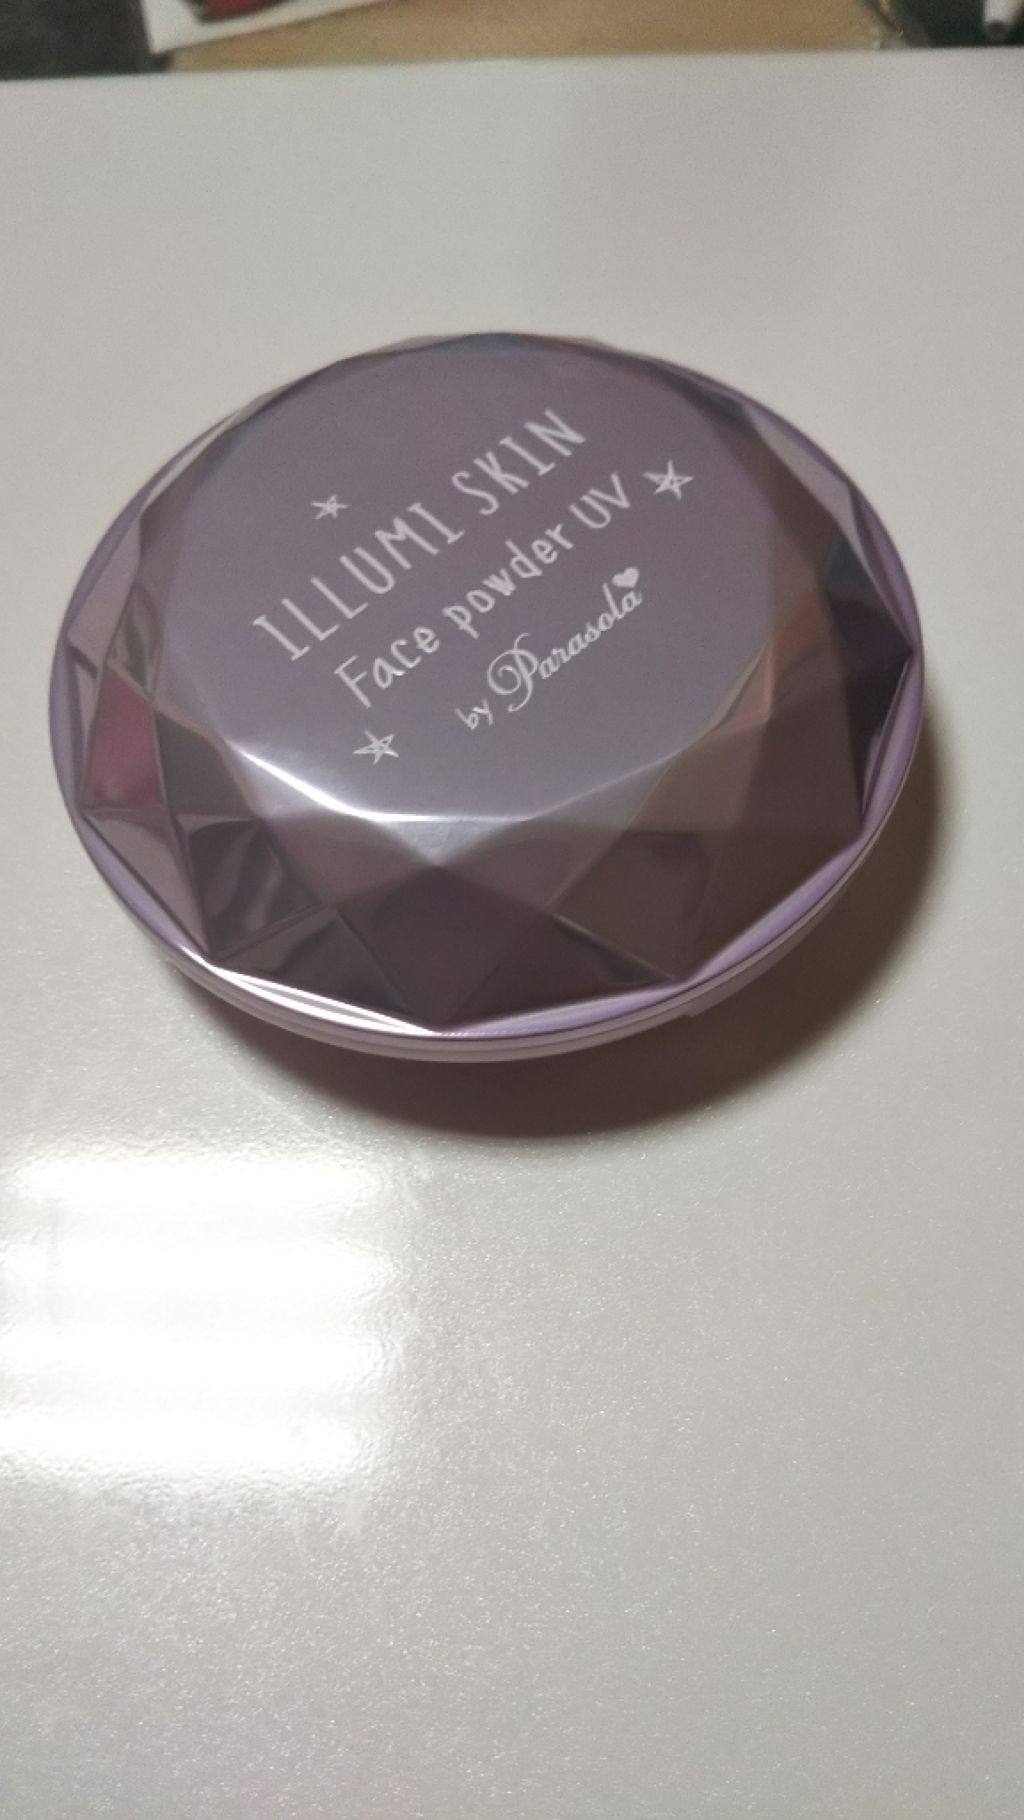 ILLUMI SKIN
Face powder UV
by Parasola